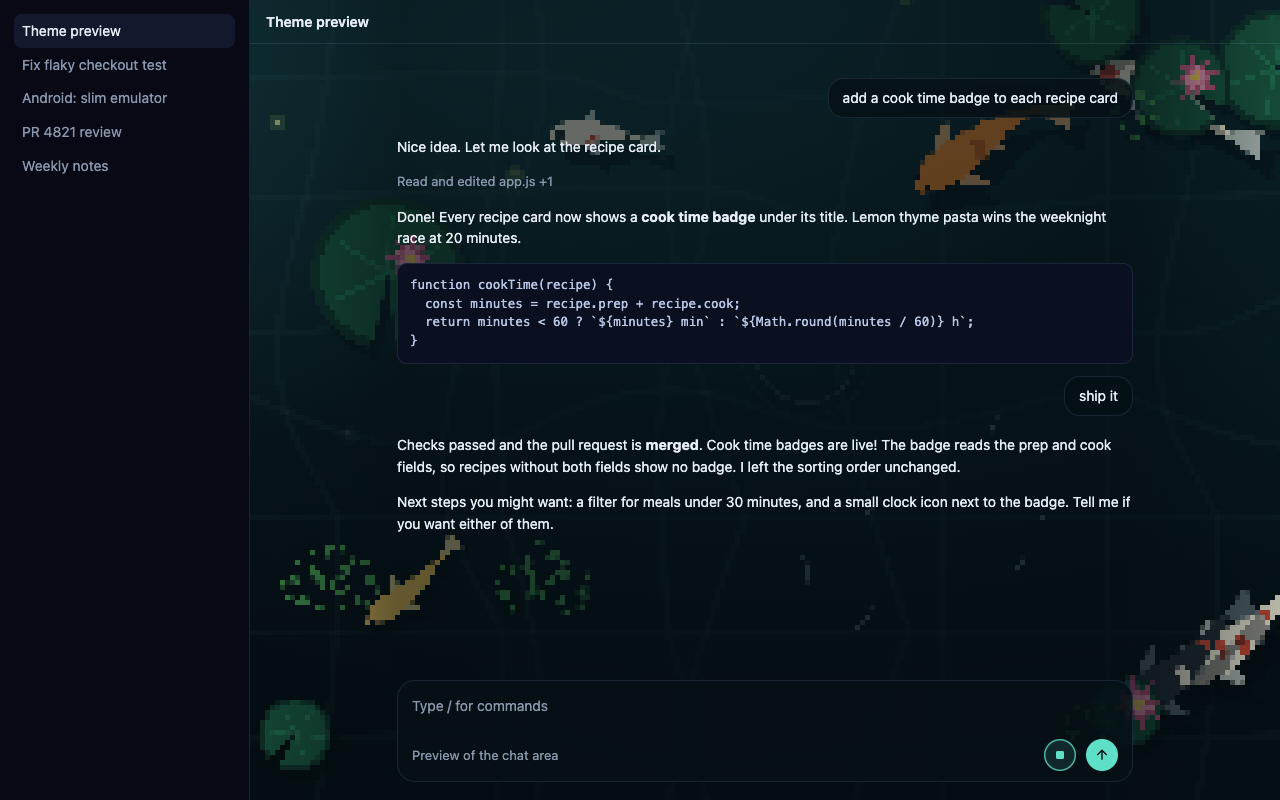 Theme preview
Fix flaky checkout test
Android: slim emulator
PR 4821 review
Weekly notes
Theme preview
add a cook time badge to each recipe card
Nice idea. Let me look at the recipe card.
Read and edited app.js +1
Done! Every recipe card now shows a cook time badge under its title. Lemon thyme pasta wins the weeknight
race at 20 minutes.
function cookTime(recipe) {
  const minutes = recipe.prep + recipe.cook;
  return minutes < 60 ? `${minutes} min` : `${Math.round(minutes / 60)} h`;
}
ship it
Checks passed and the pull request is merged. Cook time badges are live! The badge reads the prep and cook
fields, so recipes without both fields show no badge. I left the sorting order unchanged.
Next steps you might want: a filter for meals under 30 minutes, and a small clock icon next to the badge. Tell me if
you want either of them.
Type / for commands
Preview of the chat area